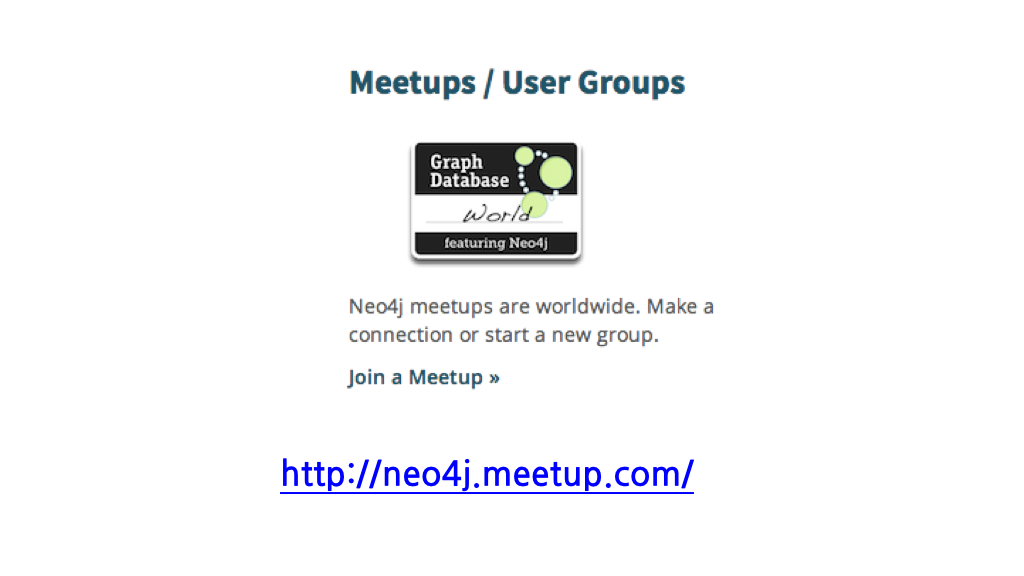 Meetups / User Groups
Graph
Database
World
featuring Neo4j
Neo4j meetups are worldwide. Make a
connection or start a new group.
Join a Meetup »
http://neo4j.meetup.com/